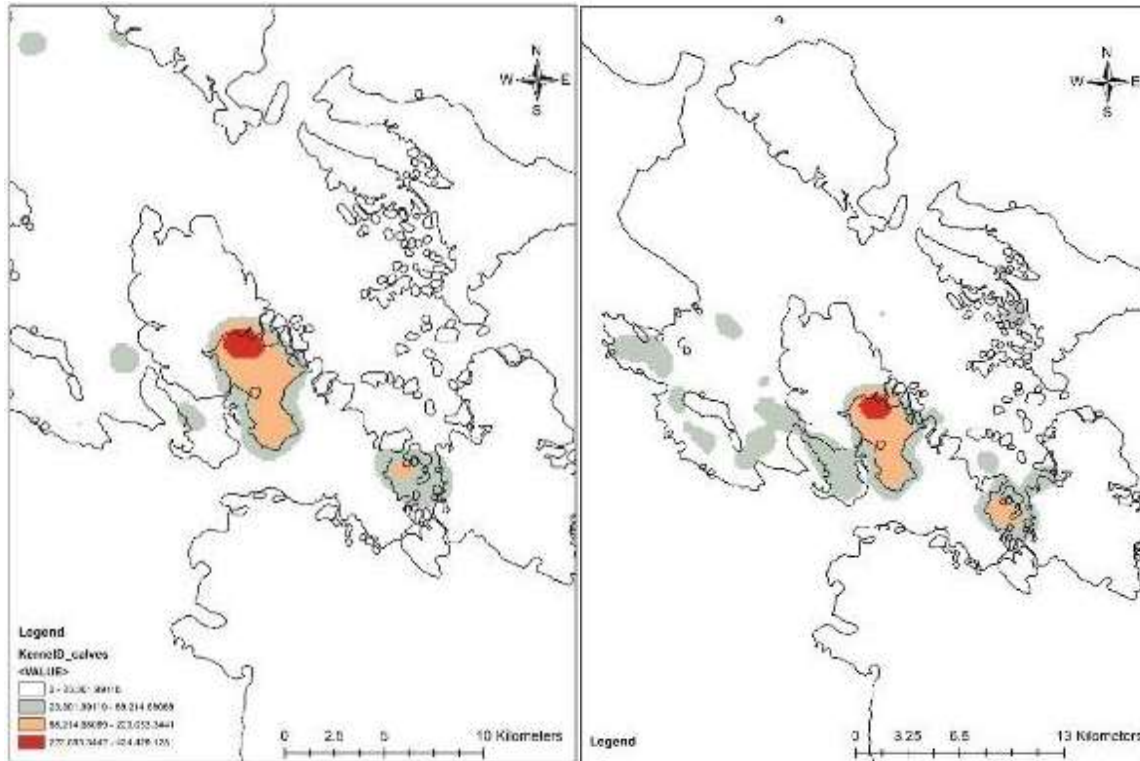 N
W E
S
Legend
KernelD_calves
<VALUE>
0 2.5 5 10 Kilometers
N
W E
S
Legend
0 3.25 6.5 13 Kilometers